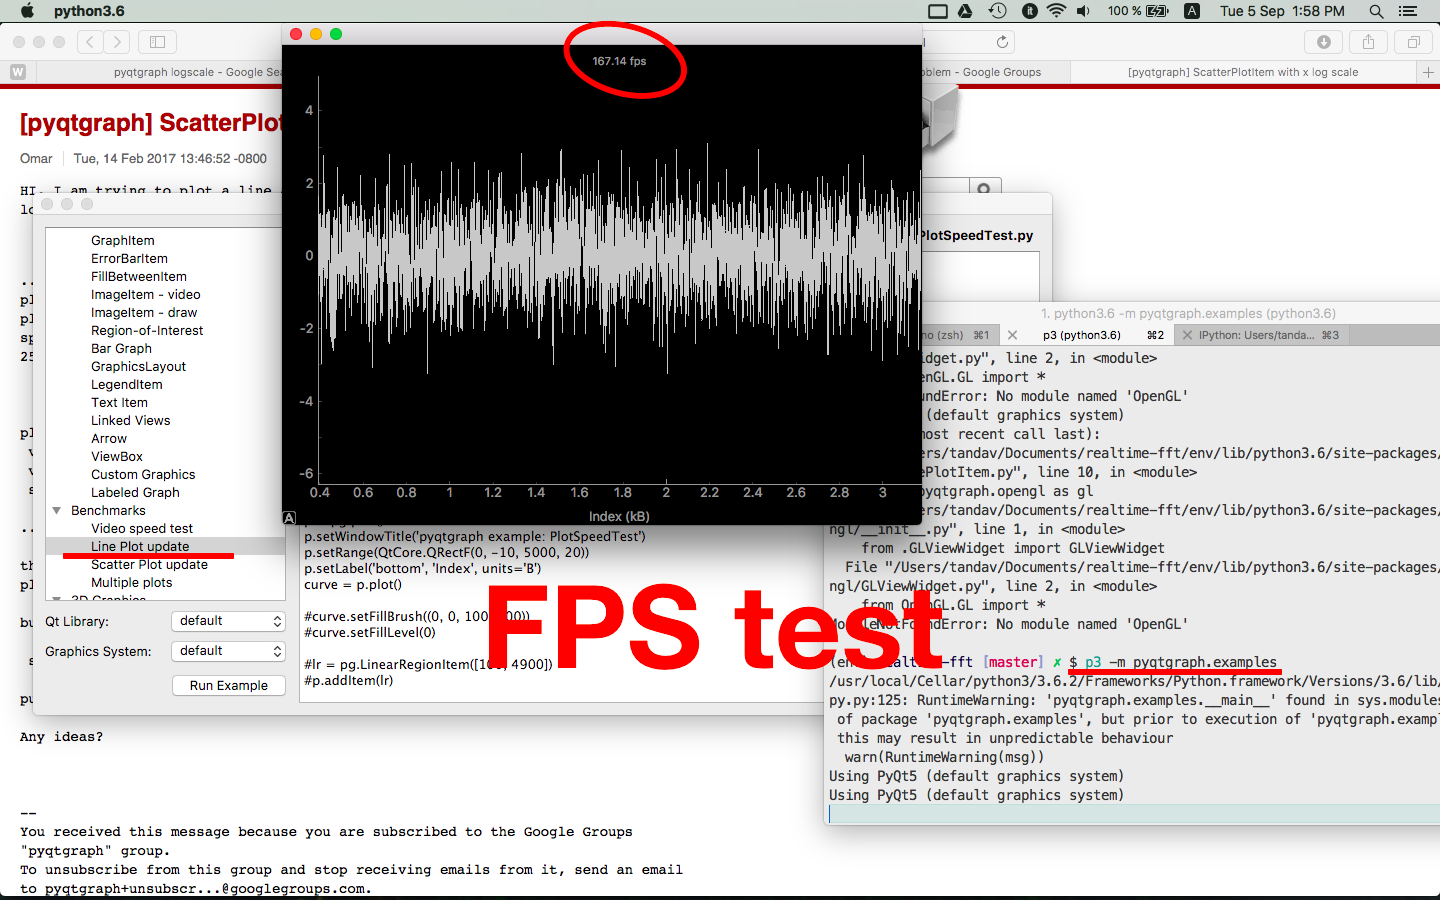 python3.6
100 %
A
Tue 5 Sep 1:58 PM
W
pyqtgraph logscale - Google Sea
oblem - Google Groups
[pyqtgraph] ScatterPlotItem with x log scale
[pyqtgraph] ScatterPlot
Omar
Tue, 14 Feb 2017 13:46:52 -0800
HI, I am trying to plot a line
167.14 fps
4
2
0
-2
-4
-6
0.4 0.6 0.8 1 1.2 1.4 1.6 1.8 2 2.2 2.4 2.6 2.8 3
Index (kB)
A
GraphItem
ErrorBarItem
FillBetweenItem
ImageItem - video
ImageItem - draw
Region-of-Interest
Bar Graph
GraphicsLayout
LegendItem
Text Item
Linked Views
Arrow
ViewBox
Custom Graphics
Labeled Graph
Benchmarks
Video speed test
Line Plot update
Scatter Plot update
Multiple plots
3D Graphics
Qt Library: default
Graphics System: default
Run Example
PlotSpeedTest.py
p.setWindowTitle('pyqtgraph example: PlotSpeedTest')
p.setRange(QtCore.QRectF(0, -10, 5000, 20))
p.setLabel('bottom', 'Index', units='B')
curve = p.plot()
#curve.setFillBrush((0, 0, 100,
#curve.setFillLevel(0)
#lr = pg.LinearRegionItem([100, 4900])
#p.addItem(lr)
FPS test
1. python3.6 -m pyqtgraph.examples (python3.6)
no (zsh) ⌘1
p3 (python3.6) ⌘2
IPython: Users/tanda... ⌘3
idget.py", line 2, in <module>
enGL.GL import *
undError: No module named 'OpenGL'
(default graphics system)
most recent call last):
ers/tandav/Documents/realtime-fft/env/lib/python3.6/site-packages/
ePlotItem.py", line 10, in <module>
pyqtgraph.opengl as gl
ers/tandav/Documents/realtime-fft/env/lib/python3.6/site-packages/
ngl/__init__.py", line 1, in <module>
from .GLViewWidget import GLViewWidget
File "/Users/tandav/Documents/realtime-fft/env/lib/python3.6/site-packages/
ngl/GLViewWidget.py", line 2, in <module>
from OpenGL.GL import *
ModuleNotFoundError: No module named 'OpenGL'
(env) realtime-fft [master] ✗ $ p3 -m pyqtgraph.examples
/usr/local/Cellar/python3/3.6.2/Frameworks/Python.framework/Versions/3.6/lib/
py.py:125: RuntimeWarning: 'pyqtgraph.examples.__main__' found in sys.modules
of package 'pyqtgraph.examples', but prior to execution of 'pyqtgraph.exampl
this may result in unpredictable behaviour
warn(RuntimeWarning(msg))
Using PyQt5 (default graphics system)
Using PyQt5 (default graphics system)
Any ideas?
--
You received this message because you are subscribed to the Google Groups
"pyqtgraph" group.
To unsubscribe from this group and stop receiving emails from it, send an email
to pyqtgraph+unsubscr...@googlegroups.com.